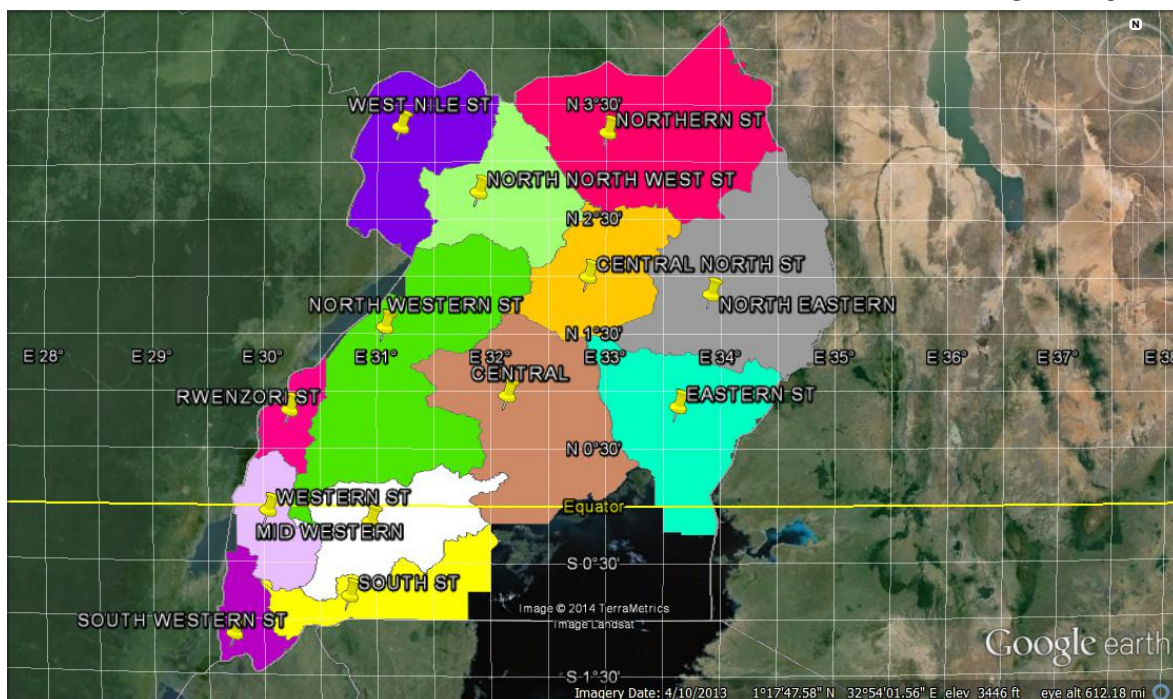 N
WEST NILE ST
N 3°30'
NORTHERN ST
NORTH NORTH WEST ST
N 2°30'
CENTRAL NORTH ST
NORTH WESTERN ST
NORTH EASTERN
N 1°30'
E 28°
E 29°
E 30°
E 31°
E 32°
E 33°
E 34°
E 35°
E 36°
E 37°
E 39
CENTRAL
RWENZORI ST
EASTERN ST
N 0°30'
WESTERN ST
Equator
MID WESTERN
S 0°30'
SOUTH ST
Image © 2014 TerraMetrics
SOUTH WESTERN ST
Image Landsat
Google earth
S 1°30'
Imagery Date: 4/10/2013 1°17'47.58" N 32°54'01.56" E elev 3446 ft eye alt 612.18 mi